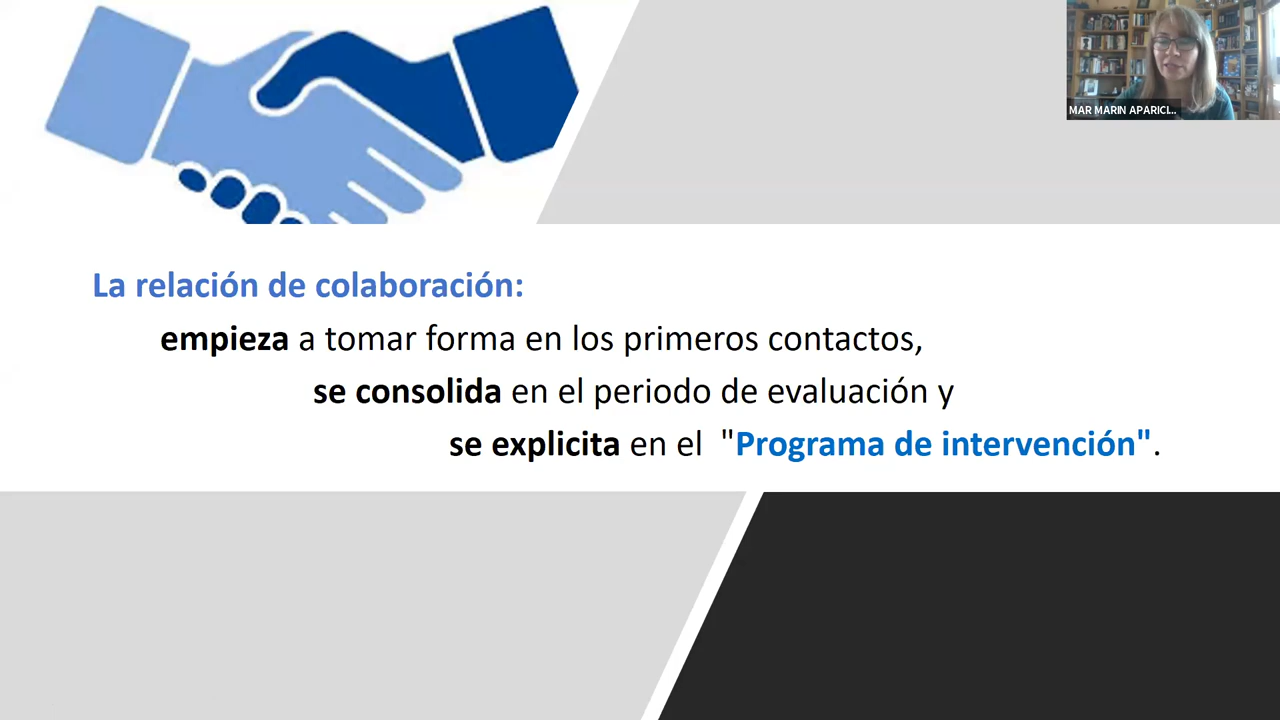 MAR MARIN APARICI...
La relación de colaboración:
empieza a tomar forma en los primeros contactos,
se consolida en el periodo de evaluación y
se explicita en el "Programa de intervención".